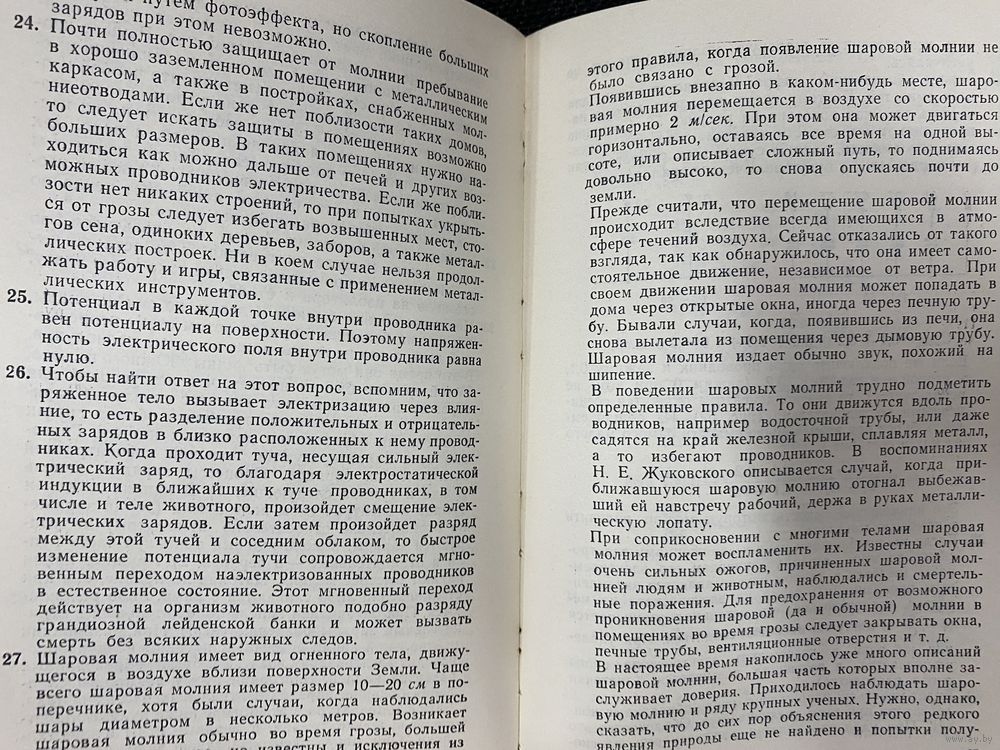 путем фотоэффекта, но скопление больших
зарядов при этом невозможно.
24. Почти полностью защищает от молнии пребывание
в хорошо заземленном помещении с металлическим
каркасом, а также в постройках, снабженных мол-
ниеотводами. Если же нет поблизости таких домов,
то следует искать защиты в помещениях возможно
больших размеров. В таких помещениях нужно на-
ходиться как можно дальше от печей и других воз-
можных проводников электричества. Если же побли-
зости нет никаких строений, то при попытках укрыть-
ся от грозы следует избегать возвышенных мест, сто-
гов сена, одиноких деревьев, заборов, а также метал-
лических построек. Ни в коем случае нельзя продол-
жать работу и игры, связанные с применением метал-
лических инструментов.
25. Потенциал в каждой точке внутри проводника ра-
вен потенциалу на поверхности. Поэтому напряжен-
ность электрического поля внутри проводника равна
нулю.
26. Чтобы найти ответ на этот вопрос, вспомним, что за-
ряженное тело вызывает электризацию через влия-
ние, то есть разделение положительных и отрицатель-
ных зарядов в близко расположенных к нему провод-
никах. Когда проходит туча, несущая сильный элек-
трический заряд, то благодаря электростатической
индукции в ближайших к туче проводниках, в том
числе и теле животного, произойдет смещение элек-
трических зарядов. Если затем произойдет разряд
между этой тучей и соседним облаком, то быстрое
изменение потенциала тучи сопровождается мгно-
венным переходом наэлектризованных проводников
в естественное состояние. Этот мгновенный переход
действует на организм животного подобно разряду
грандиозной лейденской банки и может вызвать
смерть без всяких наружных следов.
27. Шаровая молния имеет вид огненного тела, движу-
щегося в воздухе вблизи поверхности Земли. Чаще
всего шаровая молния имеет размер 10—20 см в по-
перечнике, хотя были случаи, когда наблюдались
шары диаметром в несколько метров. Возникает
шаровая молния обычно во время грозы, большей
известны и исключения из
этого правила, когда появление шаровой молнии не
было связано с грозой.
Появившись внезапно в каком-нибудь месте, шаро-
вая молния перемещается в воздухе со скоростью
примерно 2 м/сек. При этом она может двигаться
горизонтально, оставаясь все время на одной вы-
соте, или описывает сложный путь, то поднимаясь
довольно высоко, то снова опускаясь почти до
земли.
Прежде считали, что перемещение шаровой молнии
происходит вследствие всегда имеющихся в атмо-
сфере течений воздуха. Сейчас отказались от такого
взгляда, так как обнаружилось, что она имеет само-
стоятельное движение, независимое от ветра. При
своем движении шаровая молния может попадать в
дома через открытые окна, иногда через печную тру-
бу. Бывали случаи, когда, появившись из печи, она
снова вылетала из помещения через дымовую трубу.
Шаровая молния издает обычно звук, похожий на
шипение.
В поведении шаровых молний трудно подметить
определенные правила. То они движутся вдоль про-
водников, например водосточной трубы, или даже
садятся на край железной крыши, сплавляя металл,
а то избегают проводников. В воспоминаниях
Н. Е. Жуковского описывается случай, когда при-
ближавшуюся шаровую молнию отогнал выбежав-
ший ей навстречу рабочий, держа в руках металли-
ческую лопату.
При соприкосновении с многими телами шаровая
молния может воспламенить их. Известны случаи
очень сильных ожогов, причиненных шаровой мол-
нией людям и животным, наблюдались и смертель-
ные поражения. Для предохранения от возможного
проникновения шаровой (да и обычной) молнии в
помещениях во время грозы следует закрывать окна,
печные трубы, вентиляционные отверстия и т. д.
В настоящее время накопилось уже много описаний
шаровой молнии, большая часть которых вполне за-
служивает доверия. Приходилось наблюдать шаро-
вую молнию и ряду крупных ученых. Нужно, однако,
сказать, что до сих пор объяснения этого редкого
явления природы еще не найдено и попытки полу-
www.ay.by